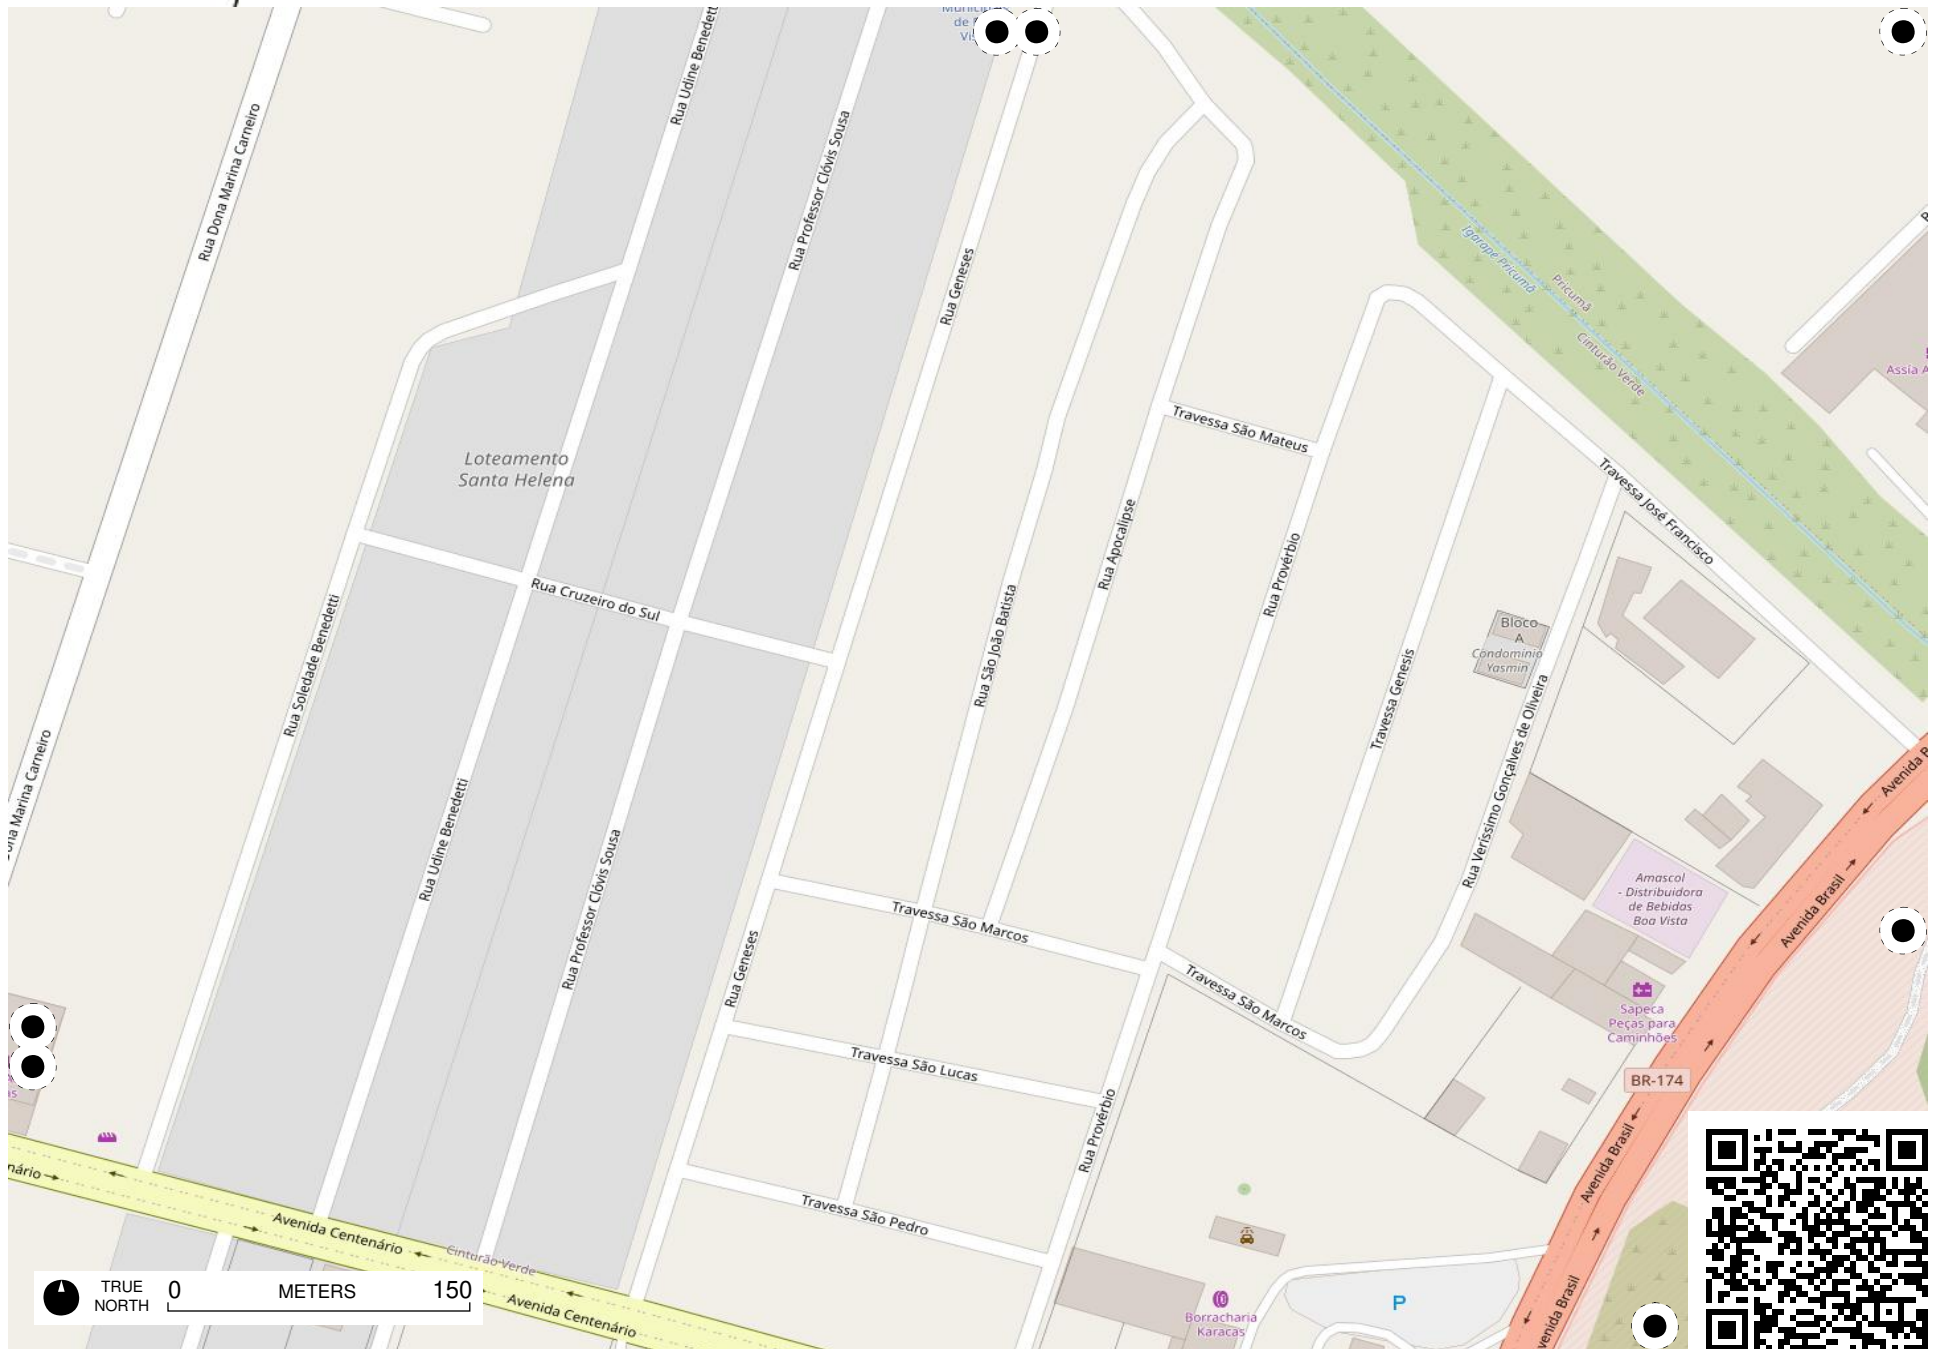 Rua Udine Benedetti
Rua Dona Marina Carneiro
Rua Professor Clóvis Sousa
Rua Geneses
Igarapé Pricumã
Pricumã
Cinturão Verde
Assia A
Travessa São Mateus
Loteamento
Santa Helena
Travessa José Francisco
Rua Apocalipse
Rua Provérbio
Rua Cruzeiro do Sul
Rua São João Batista
Rua Soledade Benedetti
Bloco
A
Condominio
Yasmin
Travessa Genesis
Rua Veríssimo Gonçalves de Oliveira
Marina Carneiro
Rua Udine Benedetti
Rua Professor Clóvis Sousa
Amascol
- Distribuidora
de Bebidas
Boa Vista
Avenida B
Avenida Brasil
Travessa São Marcos
Rua Geneses
Travessa São Marcos
Sapeca
Peças para
Caminhões
Travessa São Lucas
BR-174
Rua Provérbio
Avenida Brasil
Travessa São Pedro
Avenida Centenário
Cinturão Verde
TRUE
NORTH
0 METERS 150
Avenida Centenário
P
Borracharia
Karacas
venida Brasil